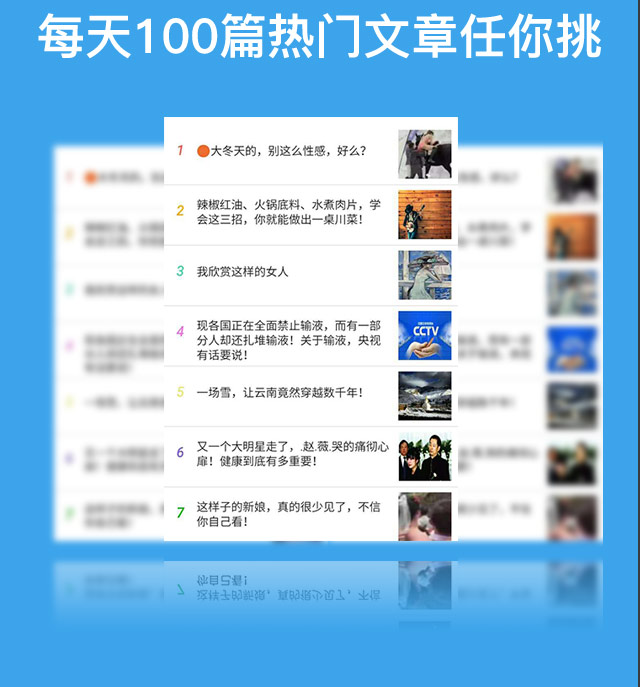 每天100篇热门文章任你挑
1 大冬天的，别这么性感，好么？
2 辣椒红油、火锅底料、水煮肉片，学
会这三招，你就能做出一桌川菜！
3 我欣赏这样的女人
4 现各国正在全面禁止输液，而有一部
分人却还扎堆输液！关于输液，央视
有话要说！
CCTV
5 一场雪，让云南竟然穿越数千年！
6 又一个大明星走了，.赵.薇.哭的痛彻心
扉！健康到底有多重要！
7 这样子的新娘，真的很少见了，不信
你自己看！